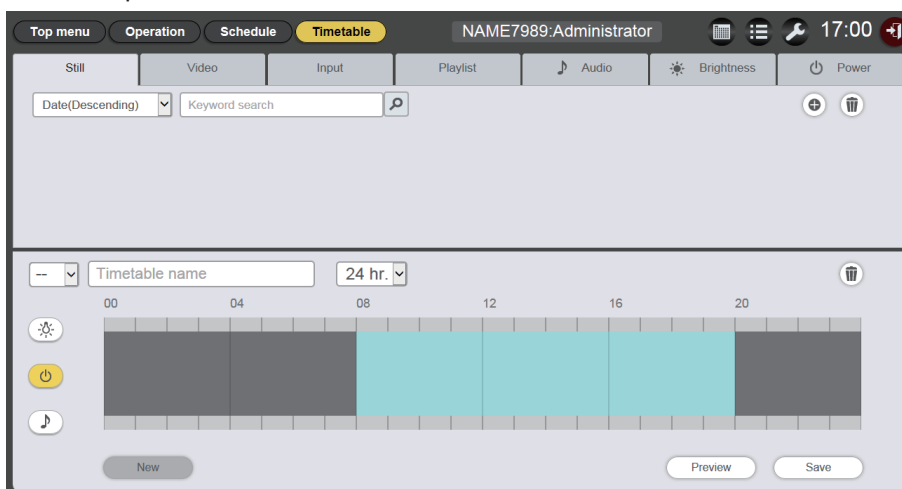 Top menu Operation Schedule Timetable NAME7989:Administrator 17:00
Still Video Input Playlist Audio Brightness Power
Date(Descending) Keyword search
-- Timetable name 24 hr.
00 04 08 12 16 20
New Preview Save